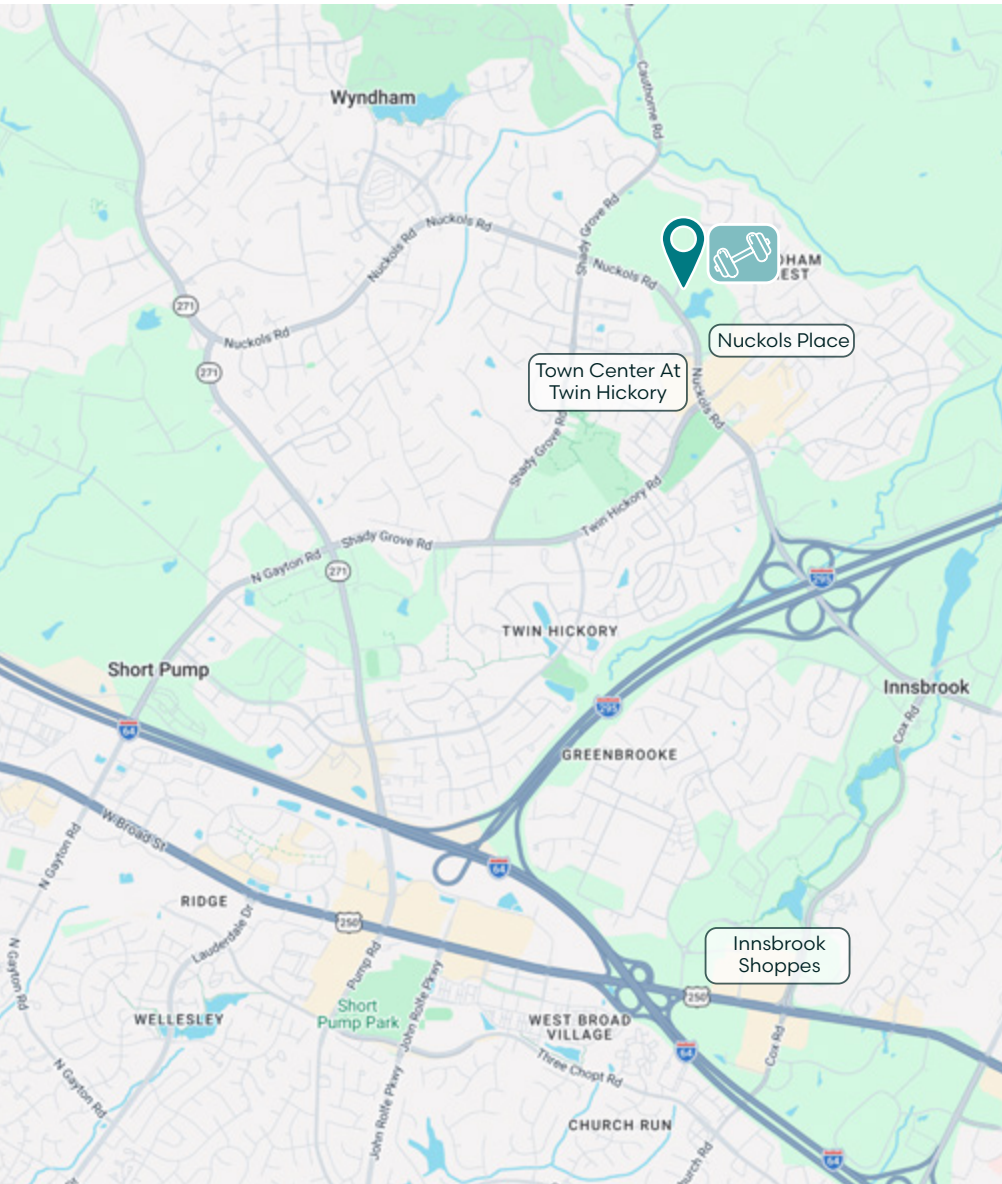 Cauthorne Rd
Wyndham
Shady Grove Rd
Nuckols Rd
Nuckols Rd
Nuckols Rd
271
Nuckols Rd
Nuckols Place
271
Town Center At
Twin Hickory
Nuckols Rd
Shady Grove Rd
Twin Hickory Rd
Shady Grove Rd
N Gayton Rd
271
295
TWIN HICKORY
Short Pump
Innsbrook
295
64
Cox Rd
GREENBROOKE
W Broad St
N Gayton Rd
64
RIDGE
250
Lauderdale Dr
Innsbrook
Shoppes
Pump Rd
N Gayton Rd
John Rolfe Pkwy
250
Short
Pump Park
WELLESLEY
WEST BROAD
VILLAGE
Cox Rd
64
Three Chopt Rd
N Gayton Rd
John Rolfe Pkwy
CHURCH RUN
64